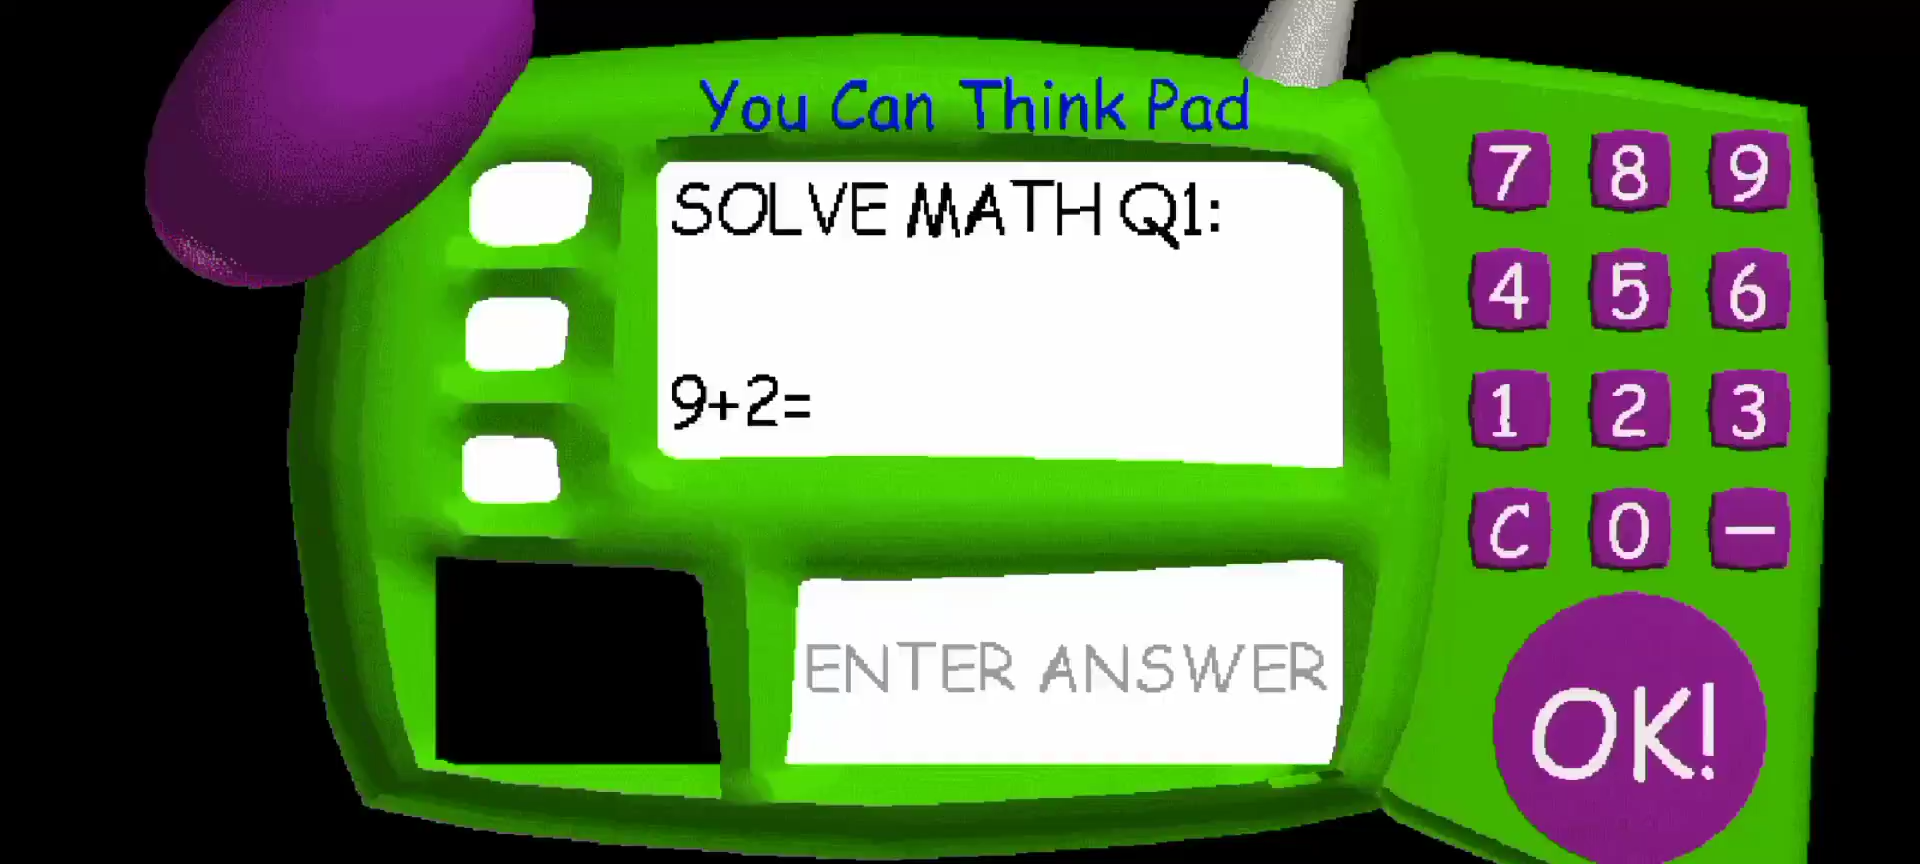 You Can Think Pad
SOLVE MATH Q1:
9+2=
ENTER ANSWER
7 8 9
4 5 6
1 2 3
C 0 −
OK!